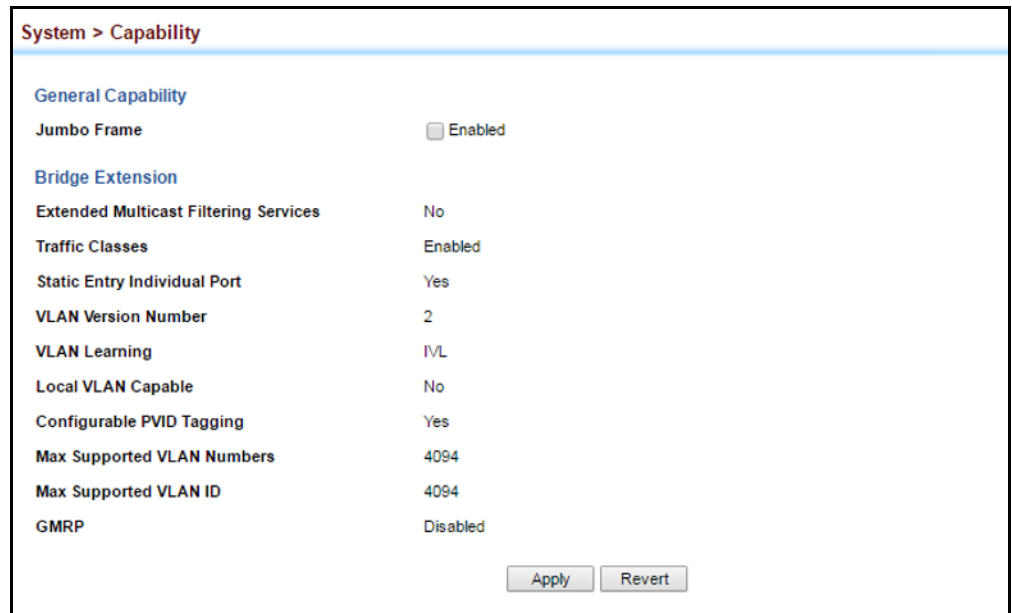 System > Capability
General Capability
Jumbo Frame Enabled
Bridge Extension
Extended Multicast Filtering Services No
Traffic Classes Enabled
Static Entry Individual Port Yes
VLAN Version Number 2
VLAN Learning IVL
Local VLAN Capable No
Configurable PVID Tagging Yes
Max Supported VLAN Numbers 4094
Max Supported VLAN ID 4094
GMRP Disabled
Apply Revert